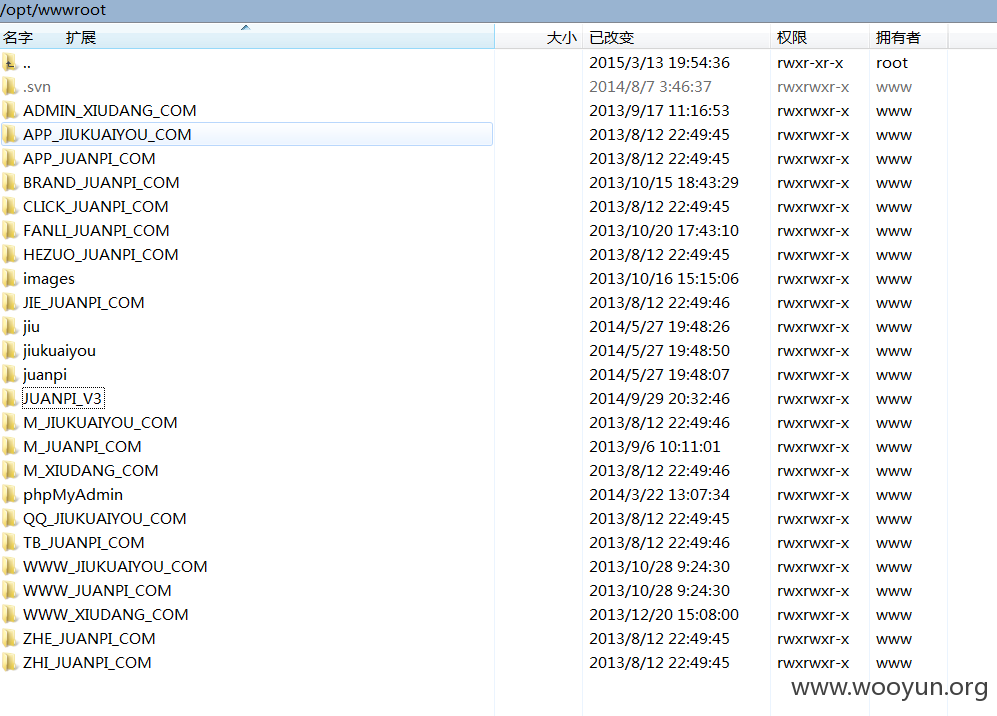 /opt/wwwroot
名字 扩展 大小 已改变 权限 拥有者
.. 2015/3/13 19:54:36 rwxr-xr-x root
.svn 2014/8/7 3:46:37 rwxrwxr-x www
ADMIN_XIUDANG_COM 2013/9/17 11:16:53 rwxrwxr-x www
APP_JIUKUAIYOU_COM 2013/8/12 22:49:45 rwxrwxr-x www
APP_JUANPI_COM 2013/8/12 22:49:45 rwxrwxr-x www
BRAND_JUANPI_COM 2013/10/15 18:43:29 rwxrwxr-x www
CLICK_JUANPI_COM 2013/8/12 22:49:45 rwxrwxr-x www
FANLI_JUANPI_COM 2013/10/20 17:43:10 rwxrwxr-x www
HEZUO_JUANPI_COM 2013/8/12 22:49:45 rwxrwxr-x www
images 2013/10/16 15:15:06 rwxrwxr-x www
JIE_JUANPI_COM 2013/8/12 22:49:46 rwxrwxr-x www
jiu 2014/5/27 19:48:26 rwxrwxr-x www
jiukuaiyou 2014/5/27 19:48:50 rwxrwxr-x www
juanpi 2014/5/27 19:48:07 rwxrwxr-x www
JUANPI_V3 2014/9/29 20:32:46 rwxrwxr-x www
M_JIUKUAIYOU_COM 2013/8/12 22:49:46 rwxrwxr-x www
M_JUANPI_COM 2013/9/6 10:11:01 rwxrwxr-x www
M_XIUDANG_COM 2013/8/12 22:49:46 rwxrwxr-x www
phpMyAdmin 2014/3/22 13:07:34 rwxrwxr-x www
QQ_JIUKUAIYOU_COM 2013/8/12 22:49:45 rwxrwxr-x www
TB_JUANPI_COM 2013/8/12 22:49:46 rwxrwxr-x www
WWW_JIUKUAIYOU_COM 2013/10/28 9:24:30 rwxrwxr-x www
WWW_JUANPI_COM 2013/10/28 9:24:30 rwxrwxr-x www
WWW_XIUDANG_COM 2013/12/20 15:08:00 rwxrwxr-x www
ZHE_JUANPI_COM 2013/8/12 22:49:45 rwxrwxr-x www
ZHI_JUANPI_COM 2013/8/12 22:49:45 rwxrwxr-x www
www.wooyun.org